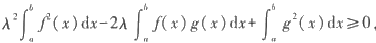 λ²∫ₐᵇ f²(x)dx−2λ∫ₐᵇ f(x)g(x)dx+∫ₐᵇ g²(x)dx≥0,